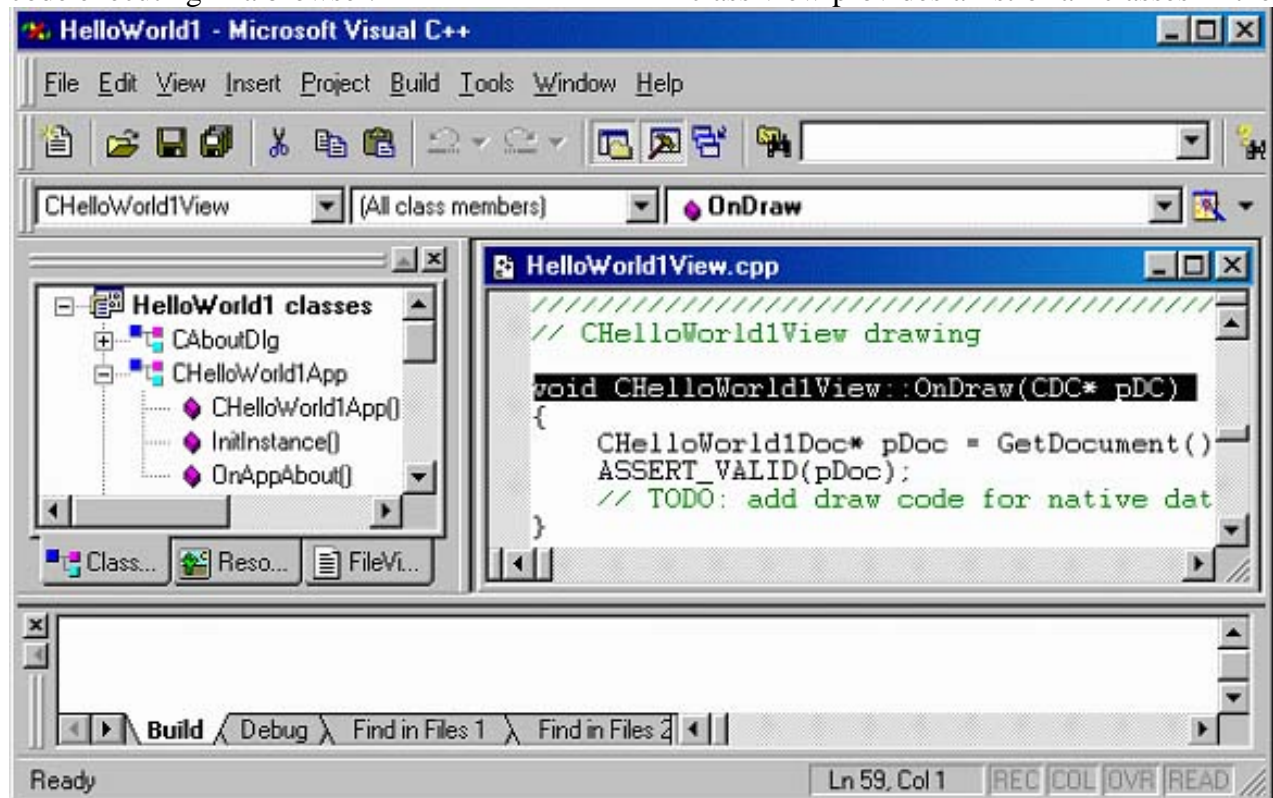 HelloWorld1 - Microsoft Visual C++
File Edit View Insert Project Build Tools Window Help
CHelloWorld1View (All class members) OnDraw
HelloWorld1 classes
CAboutDlg
CHelloWorld1App
CHelloWorld1App()
InitInstance()
OnAppAbout()
Class... Reso... FileVi...
HelloWorld1View.cpp
//////////////////////////////////////
// CHelloWorld1View drawing
void CHelloWorld1View::OnDraw(CDC* pDC)
{
CHelloWorld1Doc* pDoc = GetDocument()
ASSERT_VALID(pDoc);
// TODO: add draw code for native dat
}
Build Debug Find in Files 1 Find in Files 2
Ready Ln 59, Col 1 REC COL OVR READ